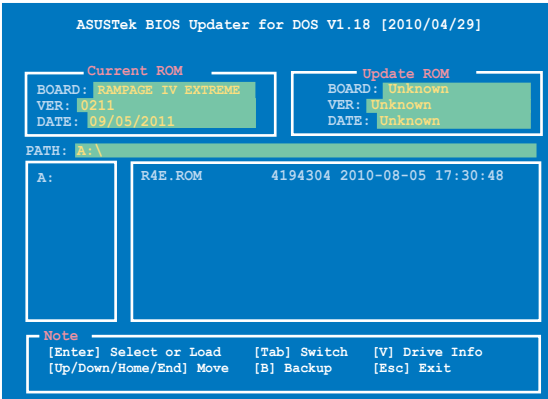 ASUSTek BIOS Updater for DOS V1.18 [2010/04/29]
Current ROM
BOARD: RAMPAGE IV EXTREME
VER: 0211
DATE: 09/05/2011
Update ROM
BOARD: Unknown
VER: Unknown
DATE: Unknown
PATH: A:\
A:
R4E.ROM 4194304 2010-08-05 17:30:48
Note
[Enter] Select or Load [Tab] Switch [V] Drive Info
[Up/Down/Home/End] Move [B] Backup [Esc] Exit